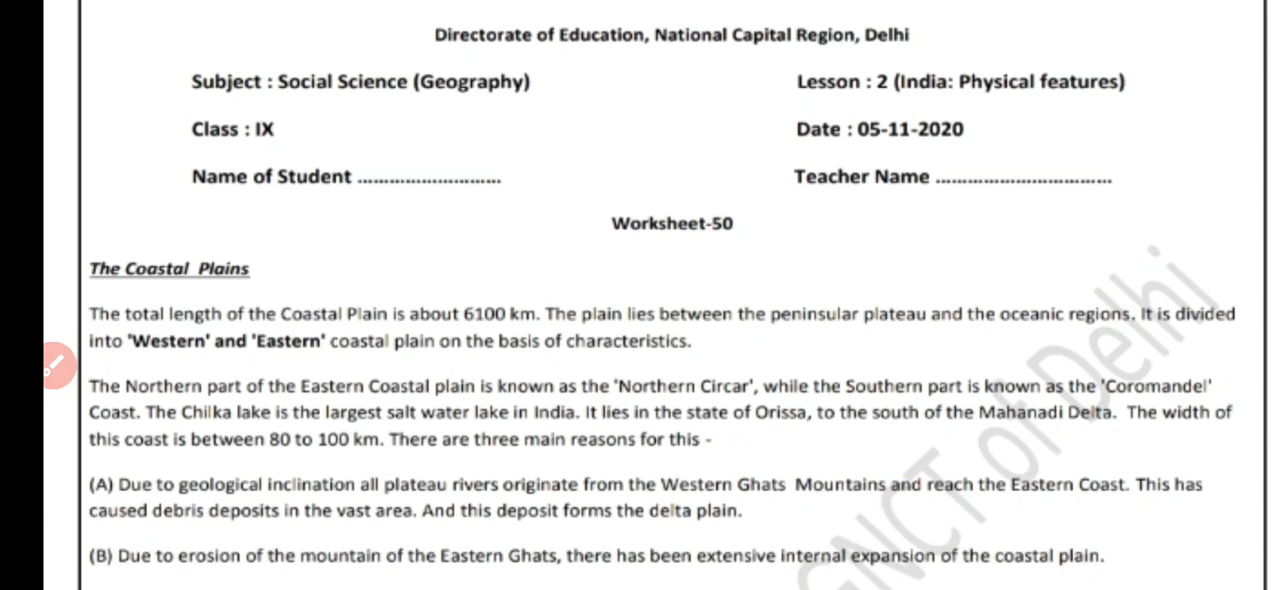 Directorate of Education, National Capital Region, Delhi
Subject : Social Science (Geography) Lesson : 2 (India: Physical features)
Class : IX Date : 05-11-2020
Name of Student ........................... Teacher Name .................................
Worksheet-50
The Coastal Plains
The total length of the Coastal Plain is about 6100 km. The plain lies between the peninsular plateau and the oceanic regions. It is divided
into 'Western' and 'Eastern' coastal plain on the basis of characteristics.
The Northern part of the Eastern Coastal plain is known as the 'Northern Circar', while the Southern part is known as the 'Coromandel'
Coast. The Chilka lake is the largest salt water lake in India. It lies in the state of Orissa, to the south of the Mahanadi Delta. The width of
this coast is between 80 to 100 km. There are three main reasons for this -
(A) Due to geological inclination all plateau rivers originate from the Western Ghats Mountains and reach the Eastern Coast. This has
caused debris deposits in the vast area. And this deposit forms the delta plain.
(B) Due to erosion of the mountain of the Eastern Ghats, there has been extensive internal expansion of the coastal plain.
GNCT of Delhi